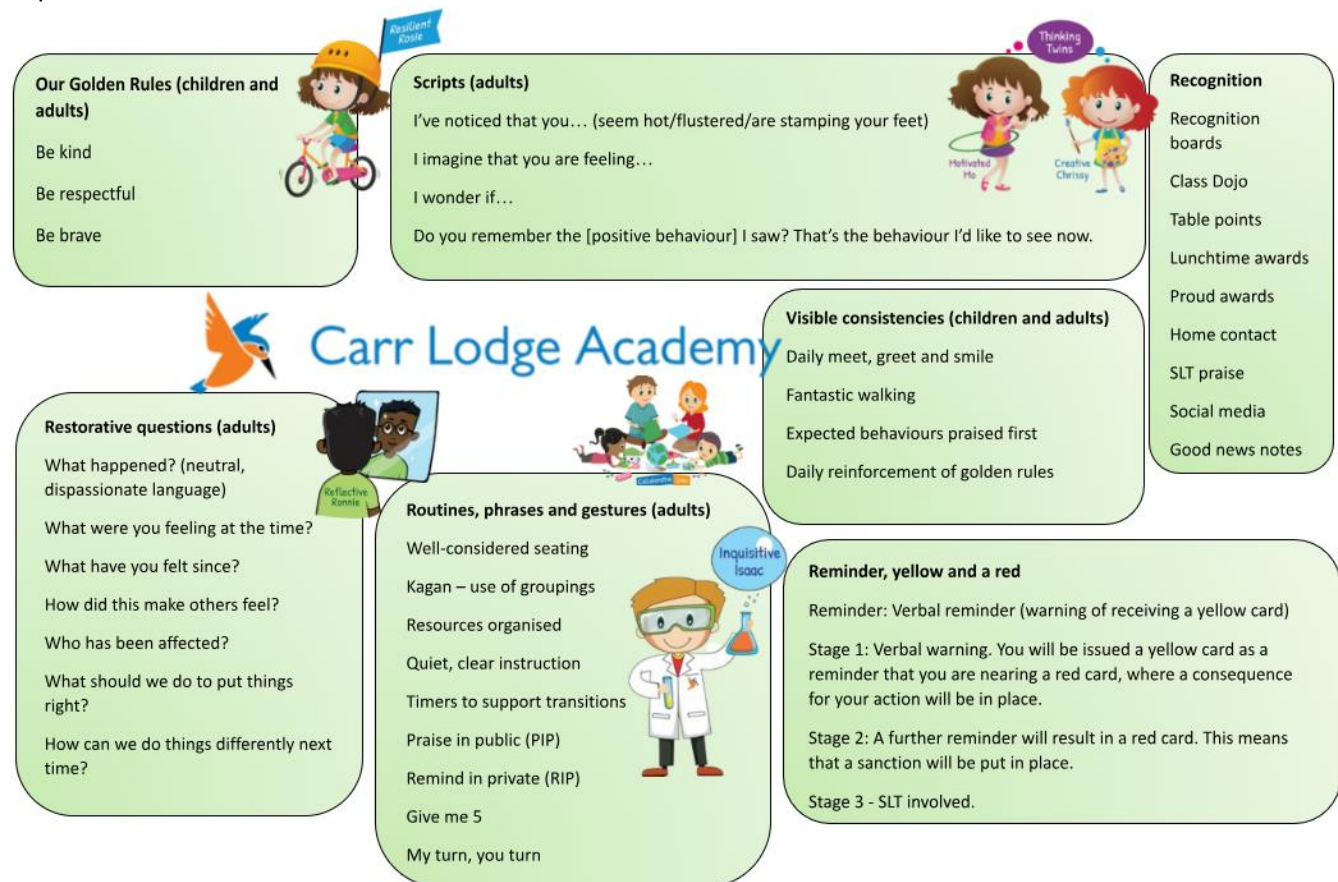 Resilient
Rosie
Our Golden Rules (children and
adults)
Be kind
Be respectful
Be brave
Scripts (adults)
I've noticed that you… (seem hot/flustered/are stamping your feet)
I imagine that you are feeling…
I wonder if…
Do you remember the [positive behaviour] I saw? That's the behaviour I'd like to see now.
Thinking
Twins
Motivated
Mo
Creative
Chrissy
Recognition
Recognition
boards
Class Dojo
Table points
Lunchtime awards
Proud awards
Home contact
SLT praise
Social media
Good news notes
Carr Lodge Academy
Visible consistencies (children and adults)
Daily meet, greet and smile
Fantastic walking
Expected behaviours praised first
Daily reinforcement of golden rules
Restorative questions (adults)
What happened? (neutral,
dispassionate language)
What were you feeling at the time?
What have you felt since?
How did this make others feel?
Who has been affected?
What should we do to put things
right?
How can we do things differently next
time?
Reflective
Ronnie
Collaborative
Routines, phrases and gestures (adults)
Well-considered seating
Kagan – use of groupings
Resources organised
Quiet, clear instruction
Timers to support transitions
Praise in public (PIP)
Remind in private (RIP)
Give me 5
My turn, you turn
Inquisitive
Isaac
Reminder, yellow and a red
Reminder: Verbal reminder (warning of receiving a yellow card)
Stage 1: Verbal warning. You will be issued a yellow card as a
reminder that you are nearing a red card, where a consequence
for your action will be in place.
Stage 2: A further reminder will result in a red card. This means
that a sanction will be put in place.
Stage 3 - SLT involved.